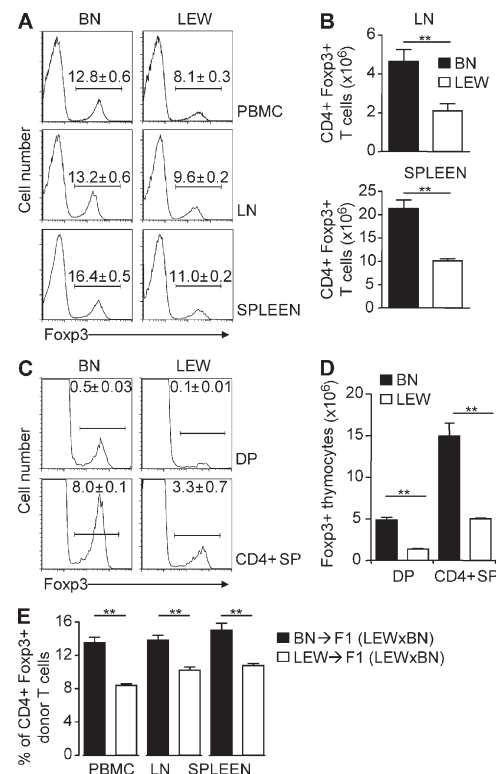 A
BN
LEW
12.8±0.6
8.1±0.3
PBMC
13.2±0.6
9.6±0.2
LN
16.4±0.5
11.0±0.2
SPLEEN
Cell number
Foxp3
B
LN
**
BN
LEW
CD4+ Foxp3+
T cells (x10⁶)
6
4
2
0
SPLEEN
**
CD4+ Foxp3+
T cells (x10⁶)
25
20
15
10
5
0
C
BN
LEW
0.5±0.03
0.1±0.01
DP
8.0±0.1
3.3±0.7
CD4+SP
Cell number
Foxp3
D
BN
LEW
Foxp3+ thymocytes (x10⁶)
20
15
10
5
0
**
**
DP
CD4+SP
E
% of CD4+ Foxp3+
donor T cells
16
12
8
4
0
**
**
**
PBMC
LN
SPLEEN
BN→F1 (LEWxBN)
LEW→F1 (LEWxBN)